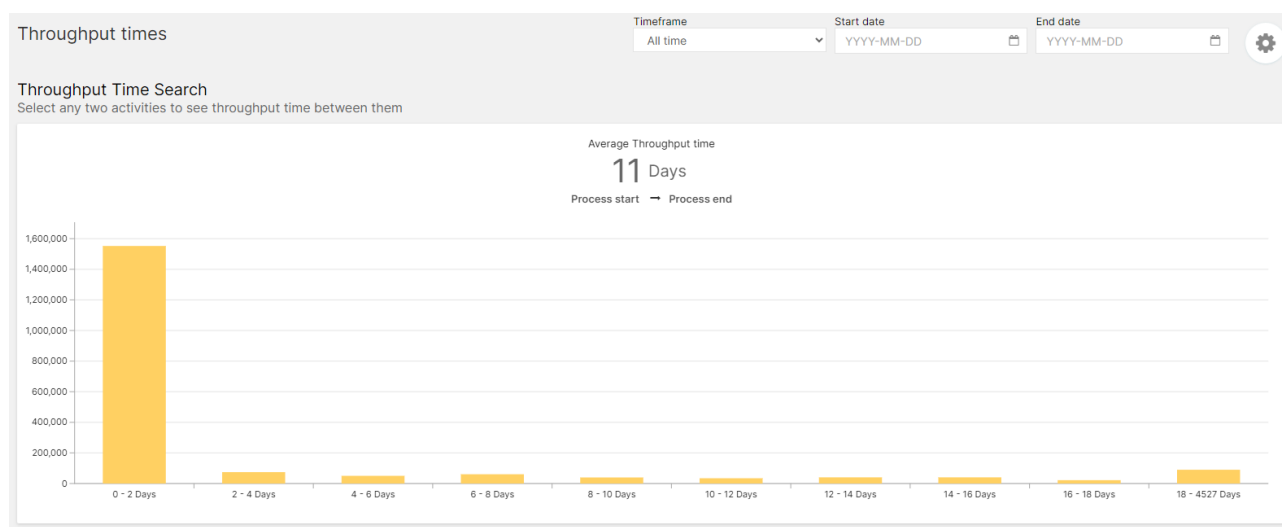 Throughput times
Timeframe
All time
Start date
YYYY-MM-DD
End date
YYYY-MM-DD
Throughput Time Search
Select any two activities to see throughput time between them
Average Throughput time
11 Days
Process start → Process end
1,600,000
1,400,000
1,200,000
1,000,000
800,000
600,000
400,000
200,000
0
0 - 2 Days
2 - 4 Days
4 - 6 Days
6 - 8 Days
8 - 10 Days
10 - 12 Days
12 - 14 Days
14 - 16 Days
16 - 18 Days
18 - 4527 Days